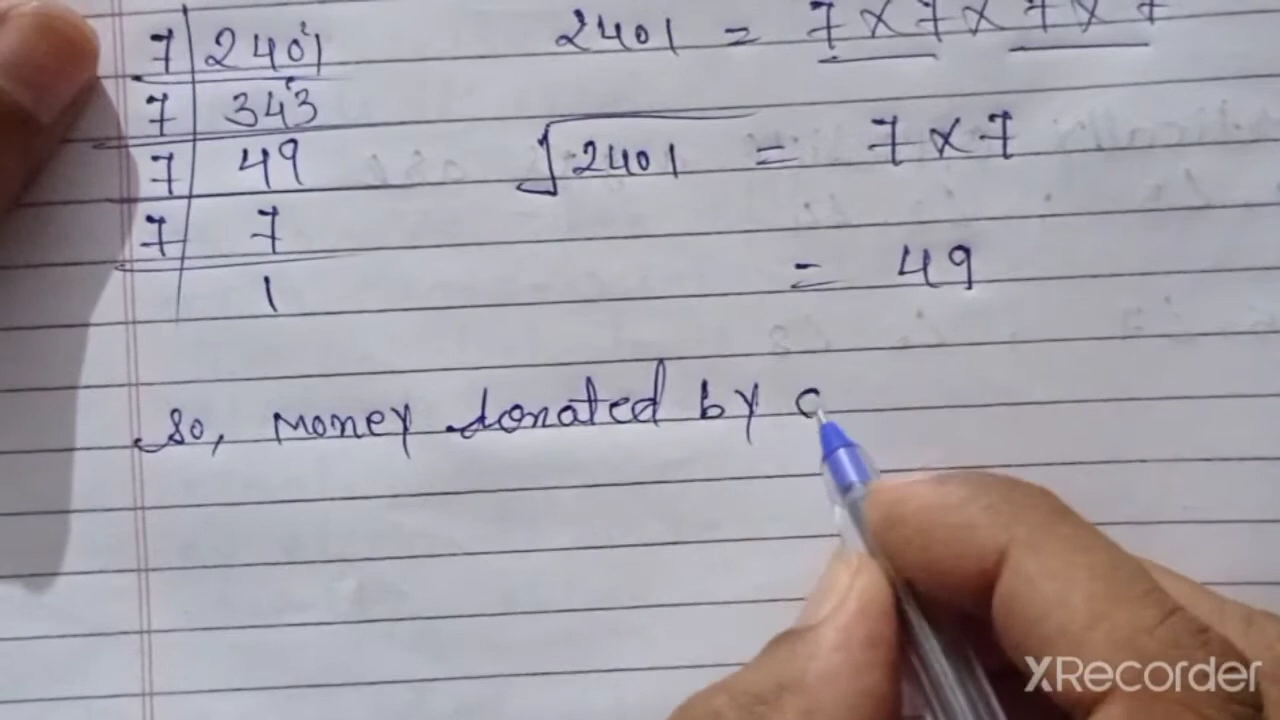 7 | 2401
7 | 343
7 | 49
7 | 7
1
2401 = 7 × 7 × 7 × 7
√2401 = 7 × 7
= 49
So, Money donated by
XRecorder